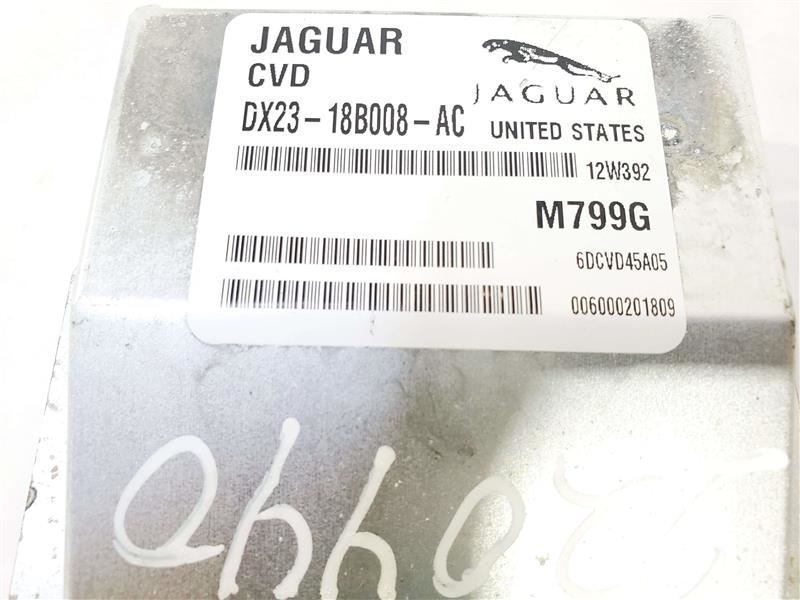 JAGUAR
CVD
JAGUAR
DX23-18B008-AC
UNITED STATES
12W392
M799G
6DCVD45A05
006000201809